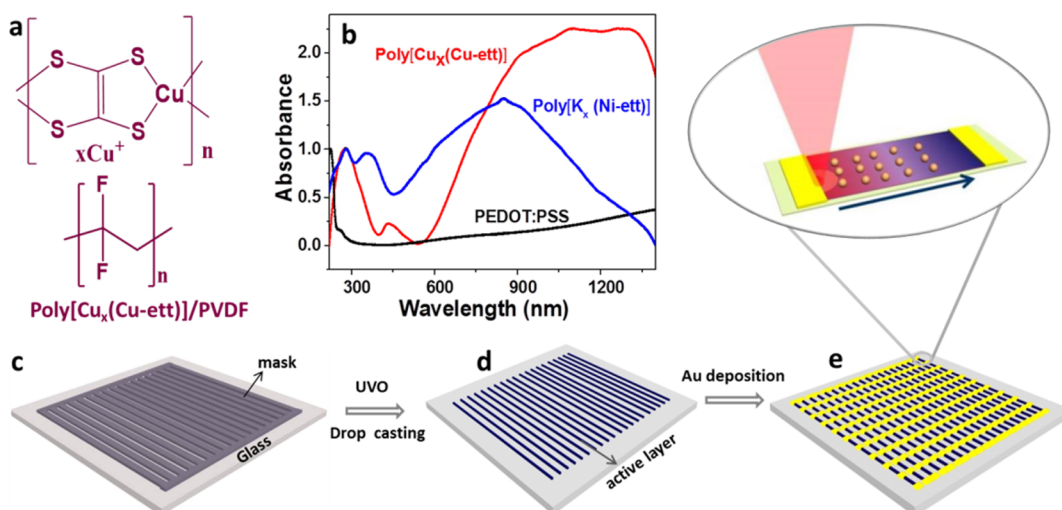 a
S
S
Cu
S
S
xCu⁺
n
F
F
n
Poly[Cuₓ(Cu-ett)]/PVDF
b
2.0
1.5
1.0
0.5
0.0
Absorbance
Poly[Cuₓ(Cu-ett)]
Poly[Kₓ (Ni-ett)]
PEDOT:PSS
300 600 900 1200
Wavelength (nm)
c
mask
Glass
UVO
Drop casting
d
active layer
Au deposition
e